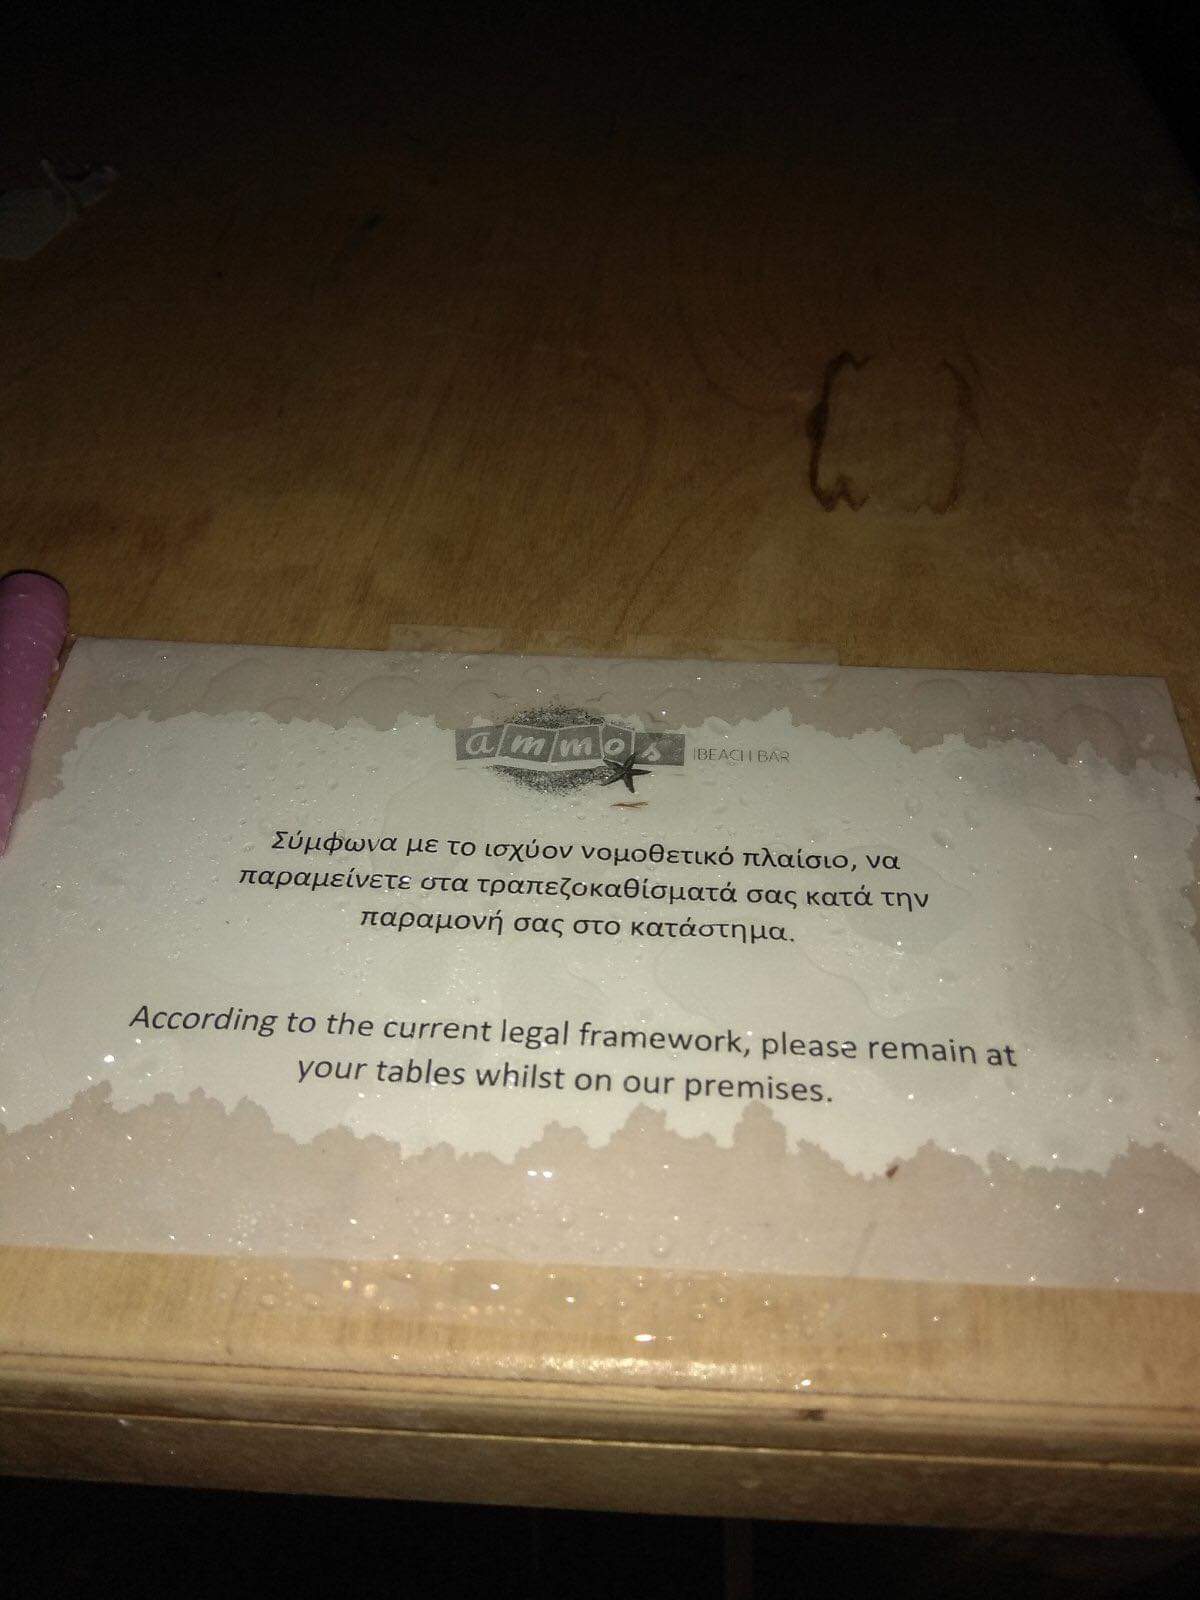 ammos BEACH BAR
Σύμφωνα με το ισχύον νομοθετικό πλαίσιο, να
παραμείνετε στα τραπεζοκαθίσματά σας κατά την
παραμονή σας στο κατάστημα.
According to the current legal framework, please remain at
your tables whilst on our premises.